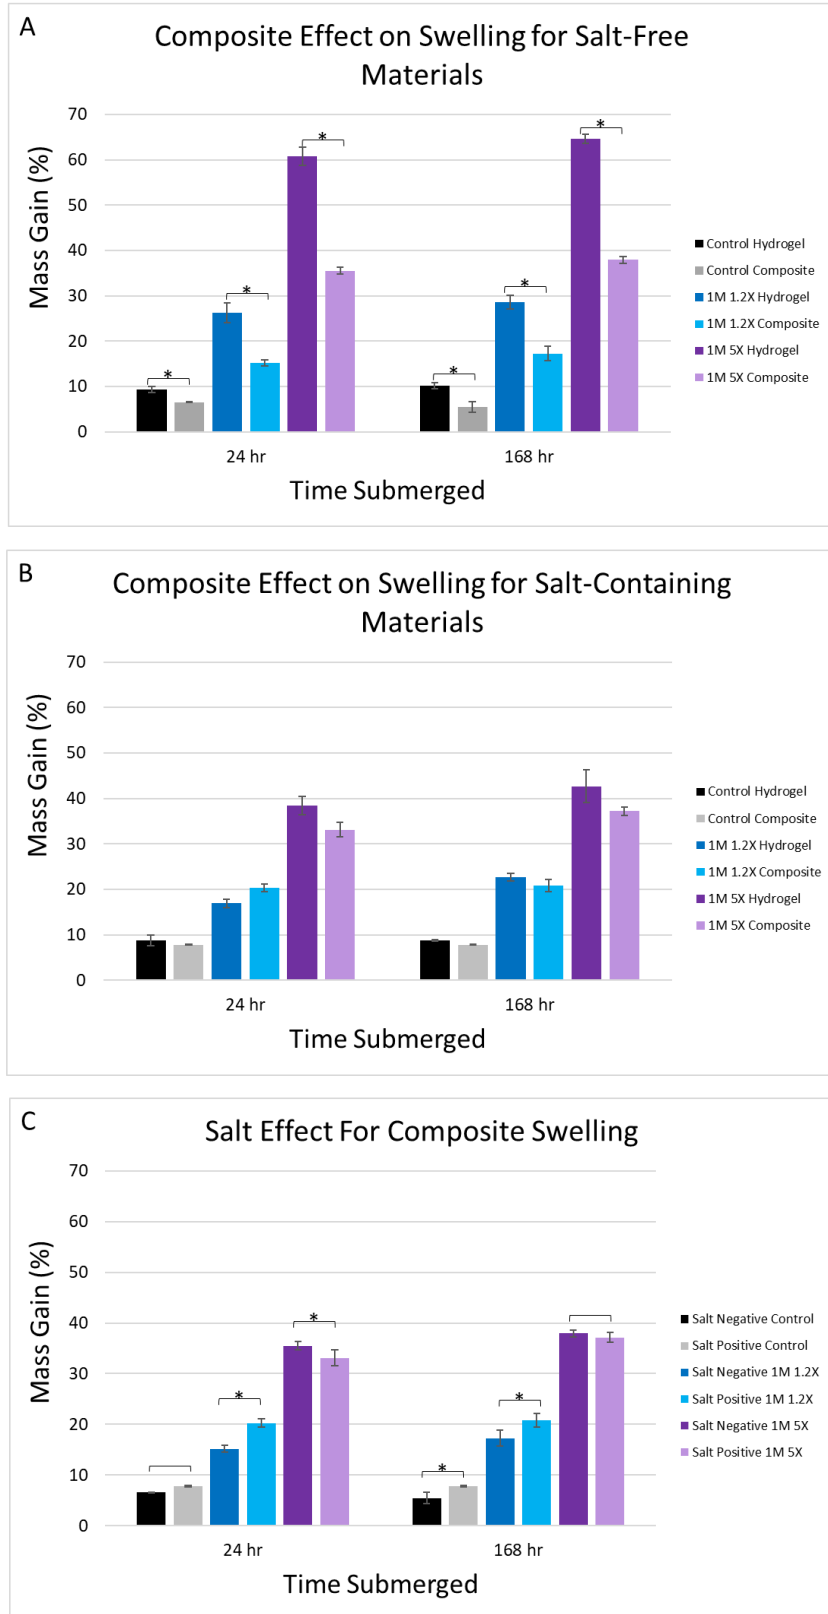 A
Composite Effect on Swelling for Salt-Free
Materials
Mass Gain (%)
70
60
50
40
30
20
10
0
*
*
*
*
*
*
24 hr
168 hr
Time Submerged
Control Hydrogel
Control Composite
1M 1.2X Hydrogel
1M 1.2X Composite
1M 5X Hydrogel
1M 5X Composite
B
Composite Effect on Swelling for Salt-Containing
Materials
Mass Gain (%)
70
60
50
40
30
20
10
0
24 hr
168 hr
Time Submerged
Control Hydrogel
Control Composite
1M 1.2X Hydrogel
1M 1.2X Composite
1M 5X Hydrogel
1M 5X Composite
C
Salt Effect For Composite Swelling
Mass Gain (%)
70
60
50
40
30
20
10
0
*
*
*
*
24 hr
168 hr
Time Submerged
Salt Negative Control
Salt Positive Control
Salt Negative 1M 1.2X
Salt Positive 1M 1.2X
Salt Negative 1M 5X
Salt Positive 1M 5X